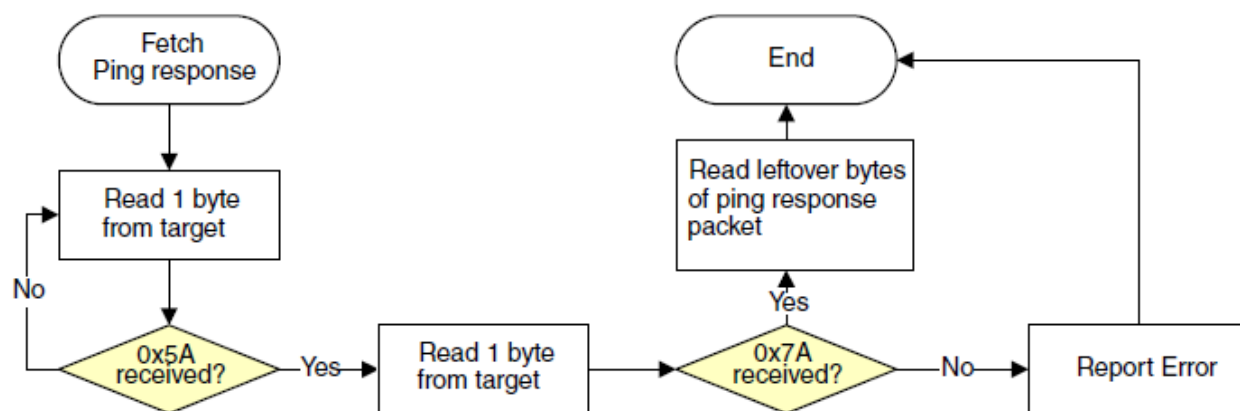 Fetch
Ping response
Read 1 byte
from target
No
0x5A
received?
Yes
Read 1 byte
from target
0x7A
received?
Yes
Read leftover bytes
of ping response
packet
End
No
Report Error